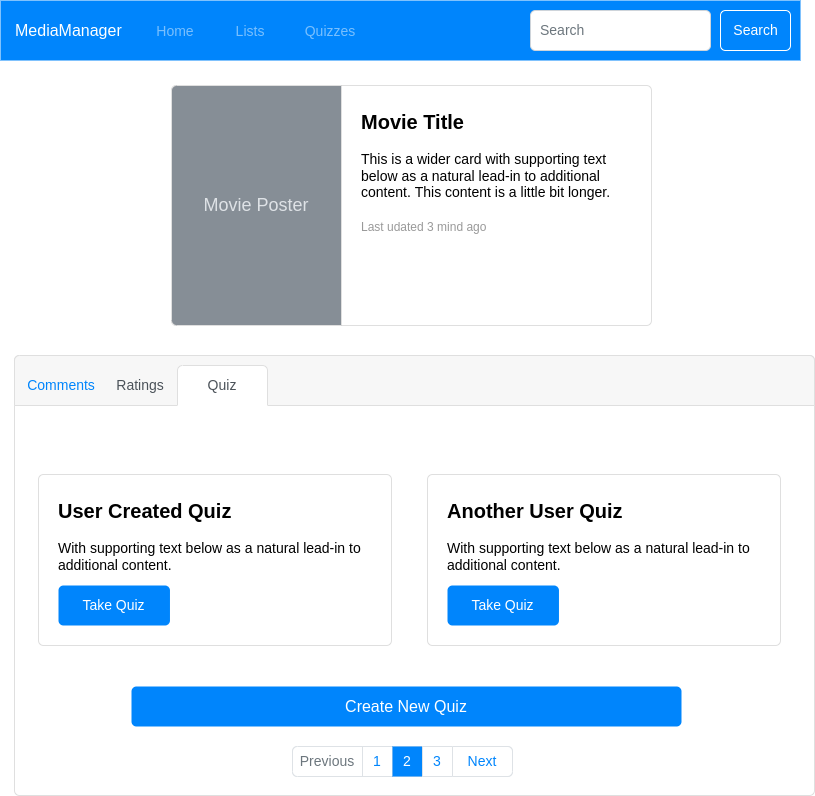 MediaManager Home Lists Quizzes Search Search
Movie Poster
Movie Title
This is a wider card with supporting text
below as a natural lead-in to additional
content. This content is a little bit longer.
Last udated 3 mind ago
Comments Ratings Quiz
User Created Quiz
With supporting text below as a natural lead-in to
additional content.
Take Quiz
Another User Quiz
With supporting text below as a natural lead-in to
additional content.
Take Quiz
Create New Quiz
Previous 1 2 3 Next